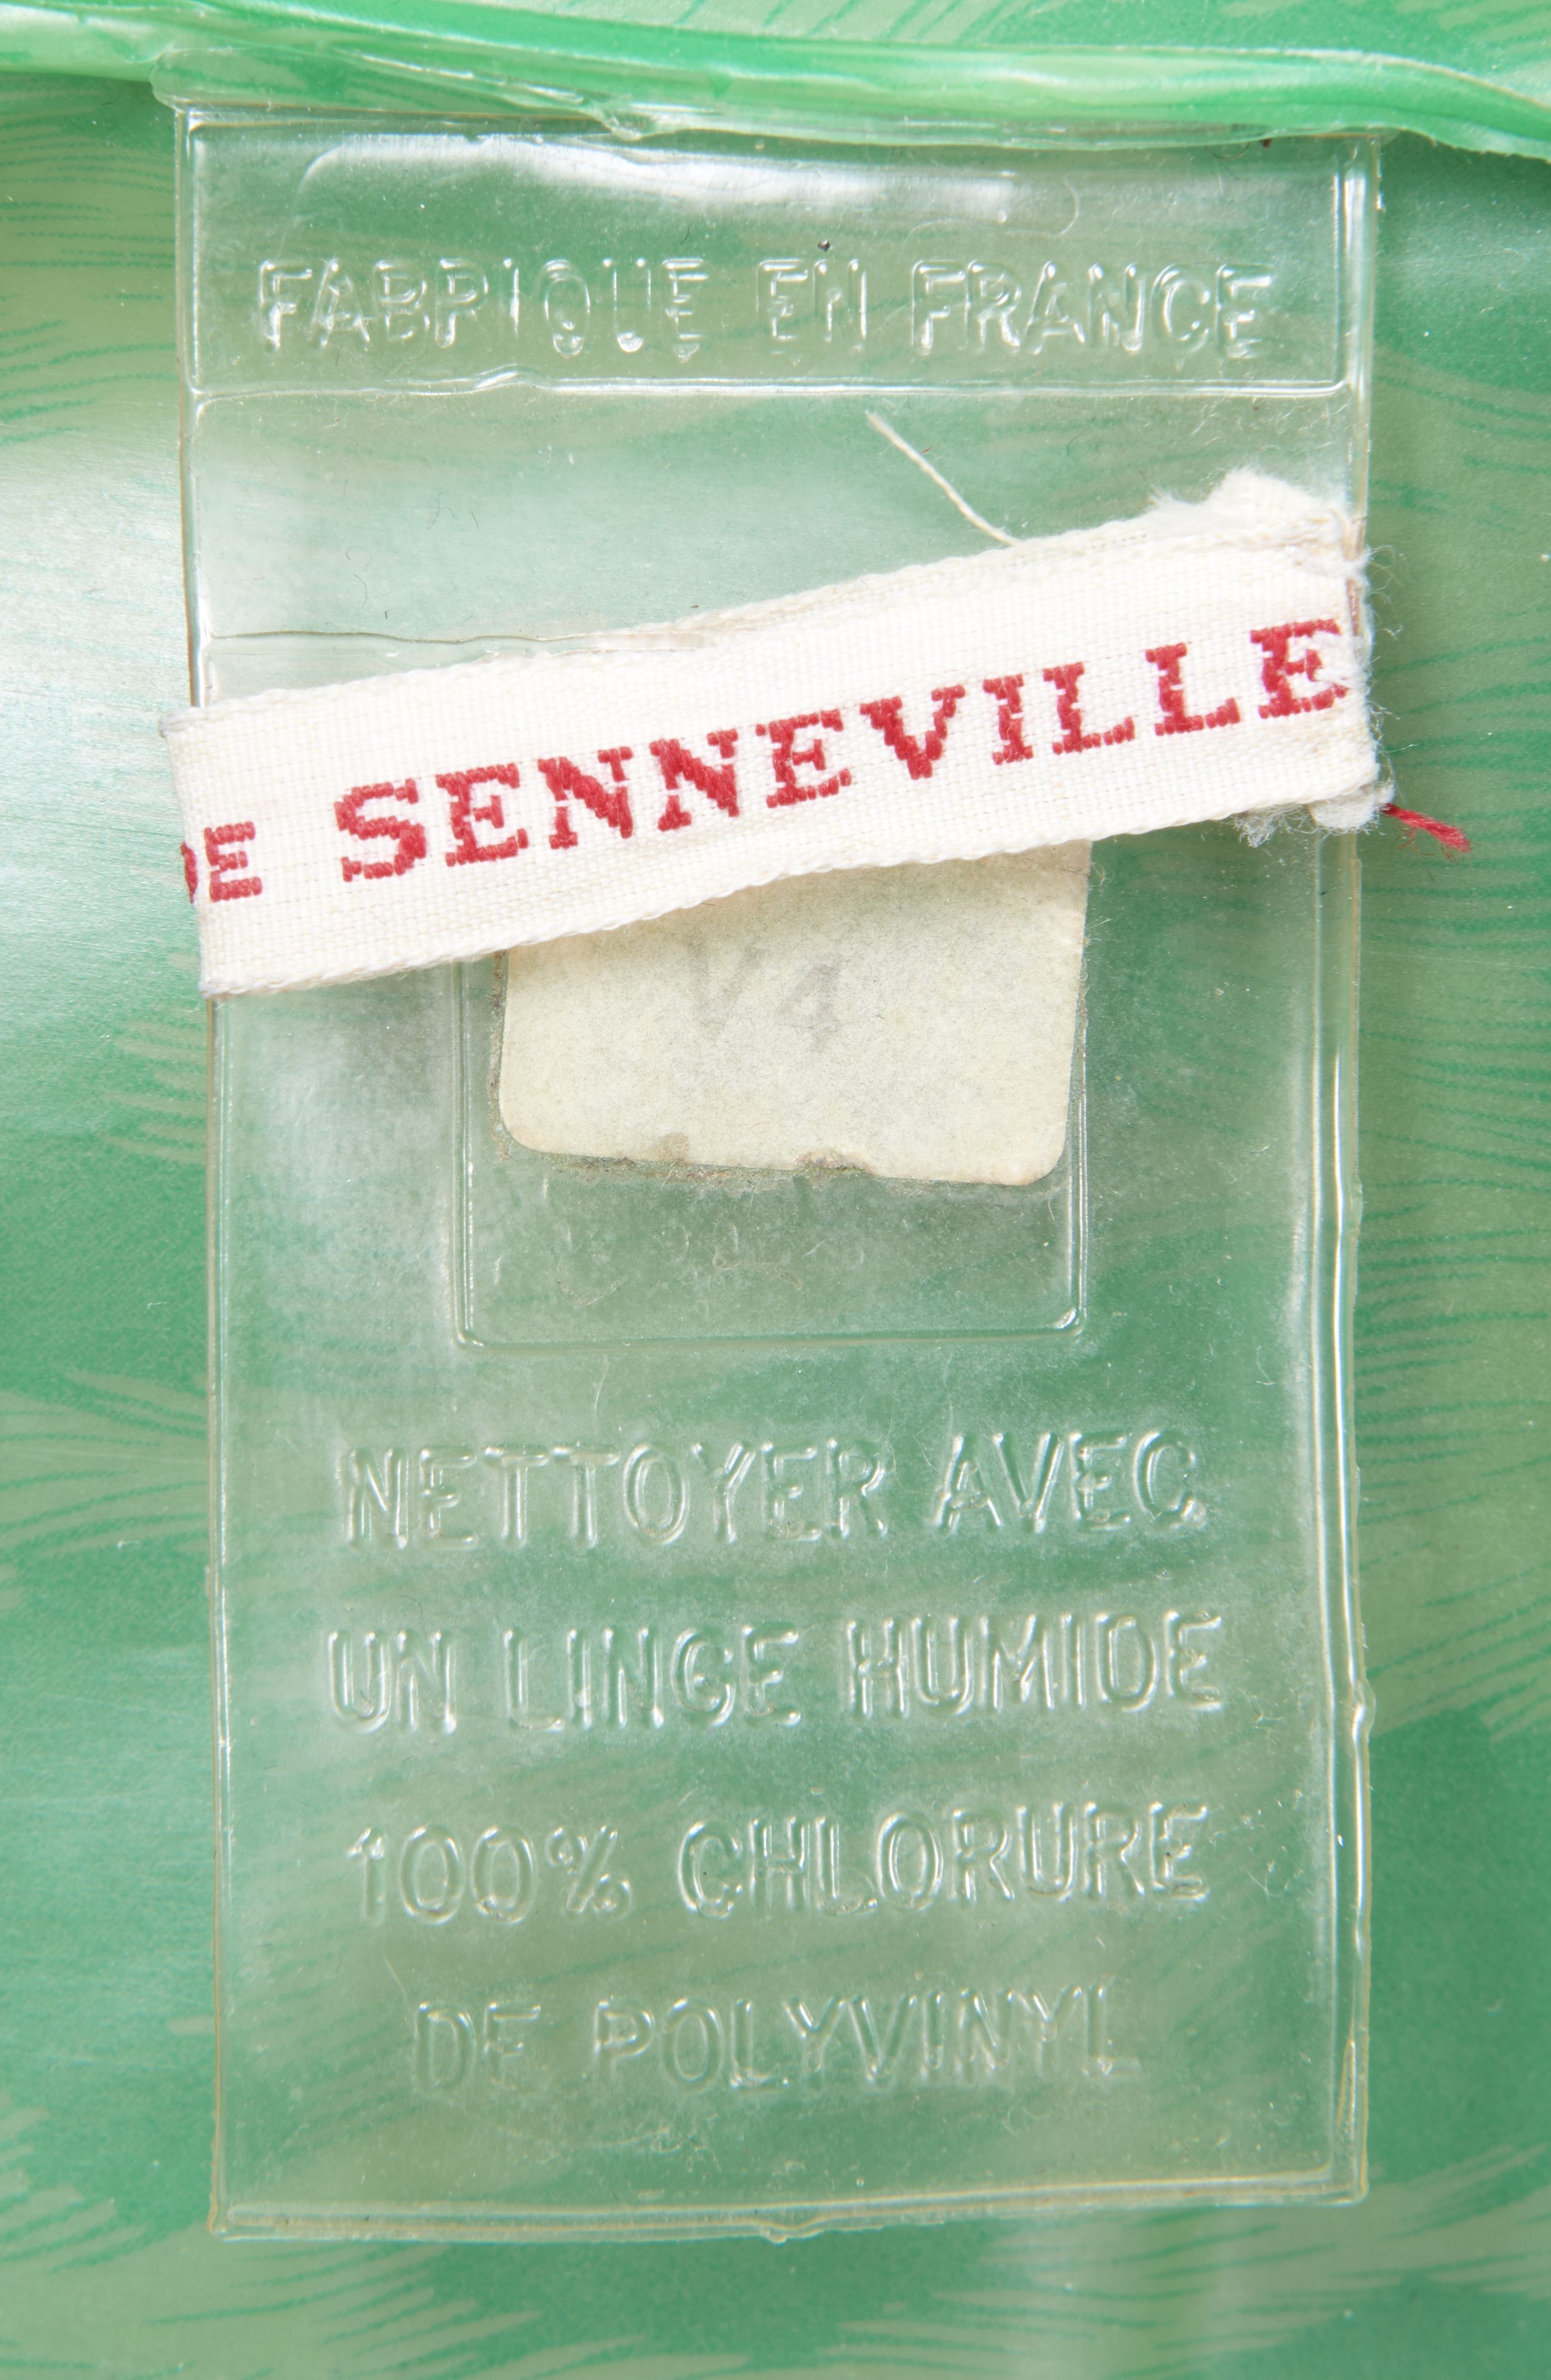 FABRIQUE EN FRANCE
DE SENNEVILLE
V4
NETTOYER AVEC
UN LINGE HUMIDE
100% CHLORURE
DE POLYVINYL